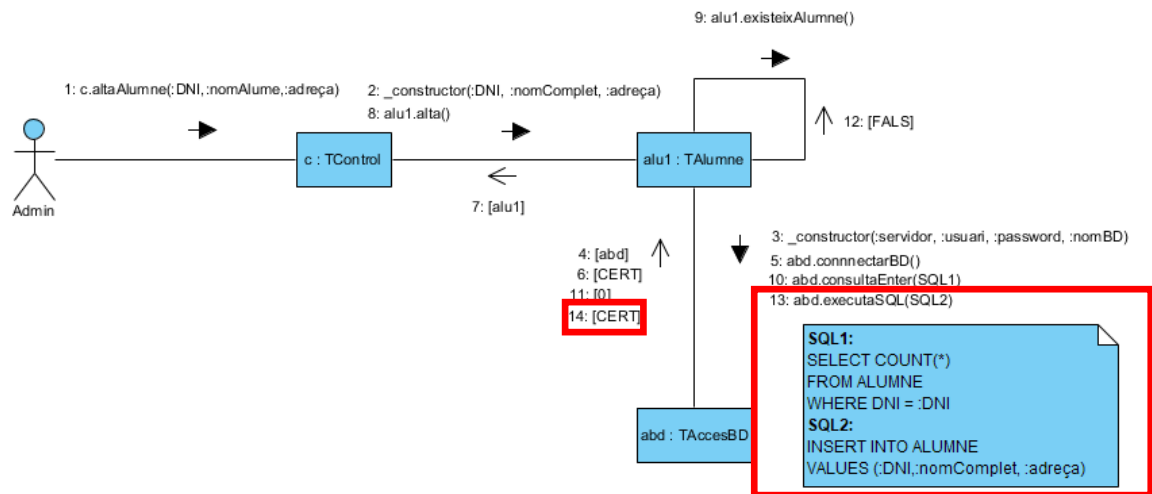 9: alu1.existeixAlumne()
1: c.altaAlumne(:DNI,:nomAlume,:adreça)
2: _constructor(:DNI, :nomComplet, :adreça)
8: alu1.alta()
12: [FALS]
c : TControl
alu1 : TAlumne
Admin
7: [alu1]
4: [abd]
6: [CERT]
11: [0]
14: [CERT]
3: _constructor(:servidor, :usuari, :password, :nomBD)
5: abd.connnectarBD()
10: abd.consultaEnter(SQL1)
13: abd.executaSQL(SQL2)
SQL1:
SELECT COUNT(*)
FROM ALUMNE
WHERE DNI = :DNI
SQL2:
INSERT INTO ALUMNE
VALUES (:DNI,:nomComplet, :adreça)
abd : TAccesBD